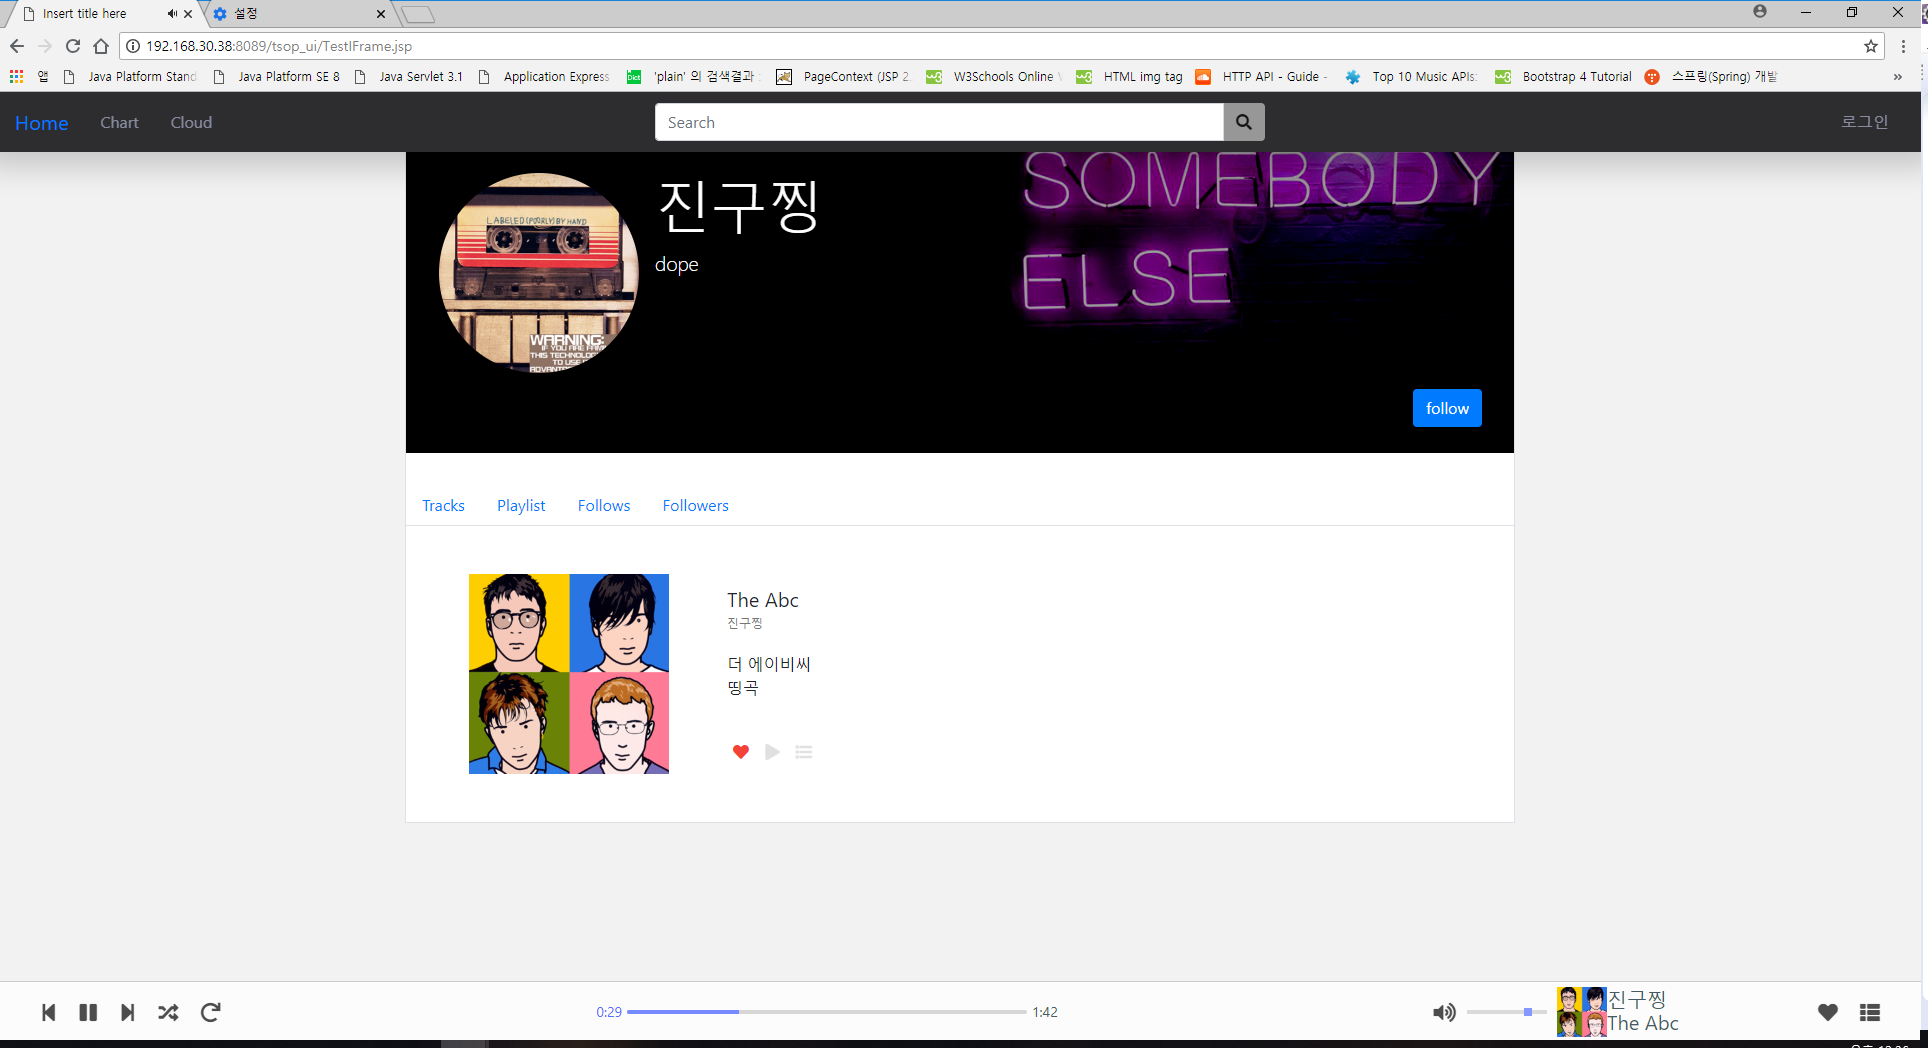 Insert title here
설정
192.168.30.38:8089/tsop_ui/TestIFrame.jsp
앱
Java Platform Stand
Java Platform SE 8
Java Servlet 3.1
Application Express
'plain' 의 검색결과 :
PageContext (JSP 2.
W3Schools Online
HTML img tag
HTTP API - Guide -
Top 10 Music APIs:
Bootstrap 4 Tutorial
스프링(Spring) 개발
»
Home
Chart
Cloud
Search
로그인
LABELED (POORLY) BY HAND
WARNING:
IF YOU ARE
THIS TECHNOLOG
TO USE
ADVANT
진구찡
dope
SOMEBODY
ELSE
follow
Tracks
Playlist
Follows
Followers
The Abc
진구찡
더 에이비씨
띵곡
0:29
1:42
진구찡
The Abc